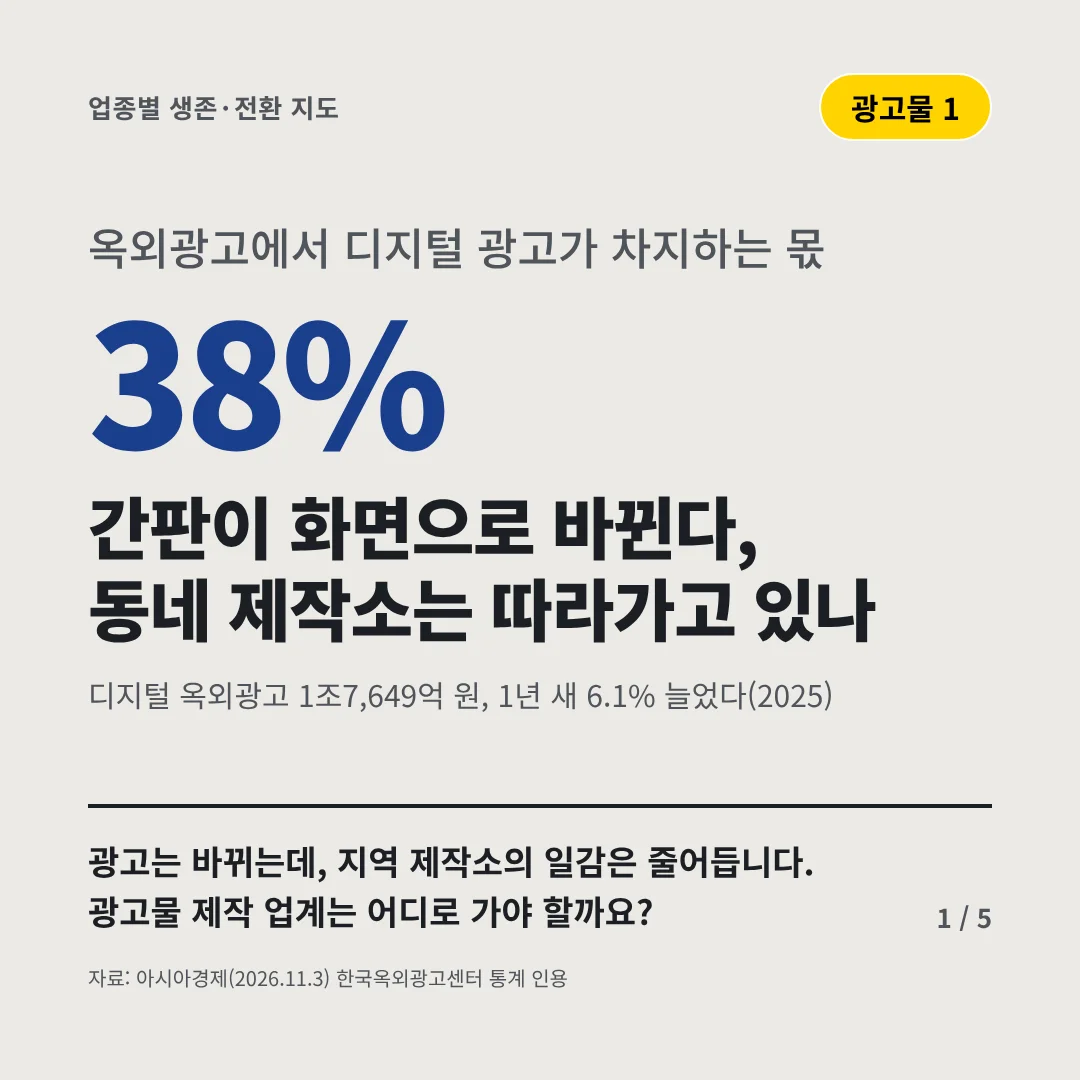 업종별 생존·전환 지도
광고물 1
옥외광고에서 디지털 광고가 차지하는 몫
38%
간판이 화면으로 바뀐다,
동네 제작소는 따라가고 있나
디지털 옥외광고 1조7,649억 원, 1년 새 6.1% 늘었다(2025)
광고는 바뀌는데, 지역 제작소의 일감은 줄어듭니다.
광고물 제작 업계는 어디로 가야 할까요?
1 / 5
자료: 아시아경제(2026.11.3) 한국옥외광고센터 통계 인용